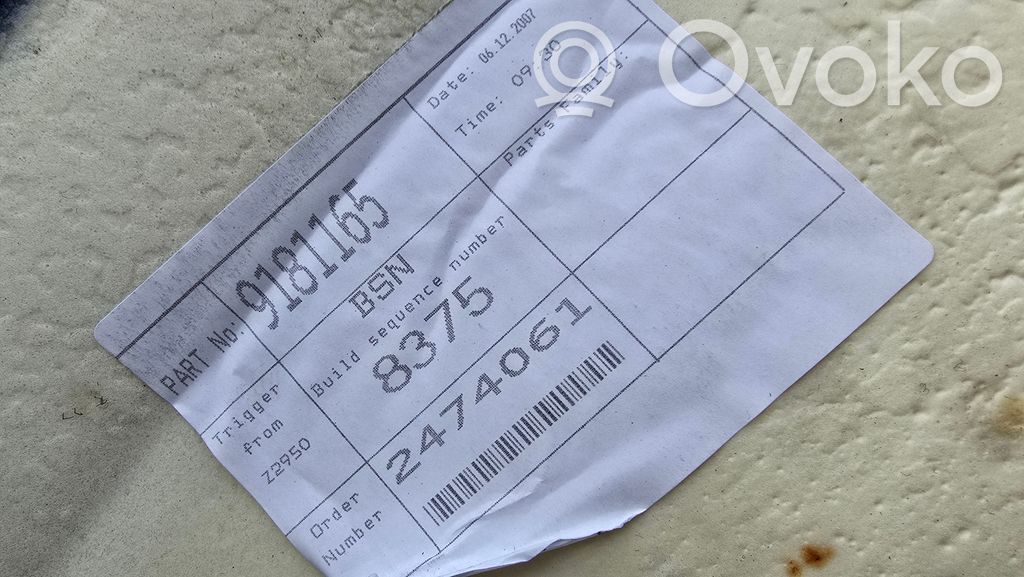 Ovoko
PART No: 9181165
Date: 06.12.2007
Time: 09:30
Trigger from Z2950
BSN
Build sequence number
8375
Parts Family:
Order Number
2474061